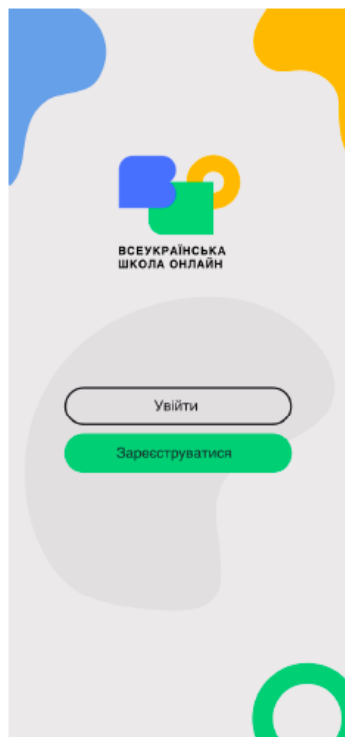 ВСЕУКРАЇНСЬКА
ШКОЛА ОНЛАЙН
Увійти
Зареєструватися